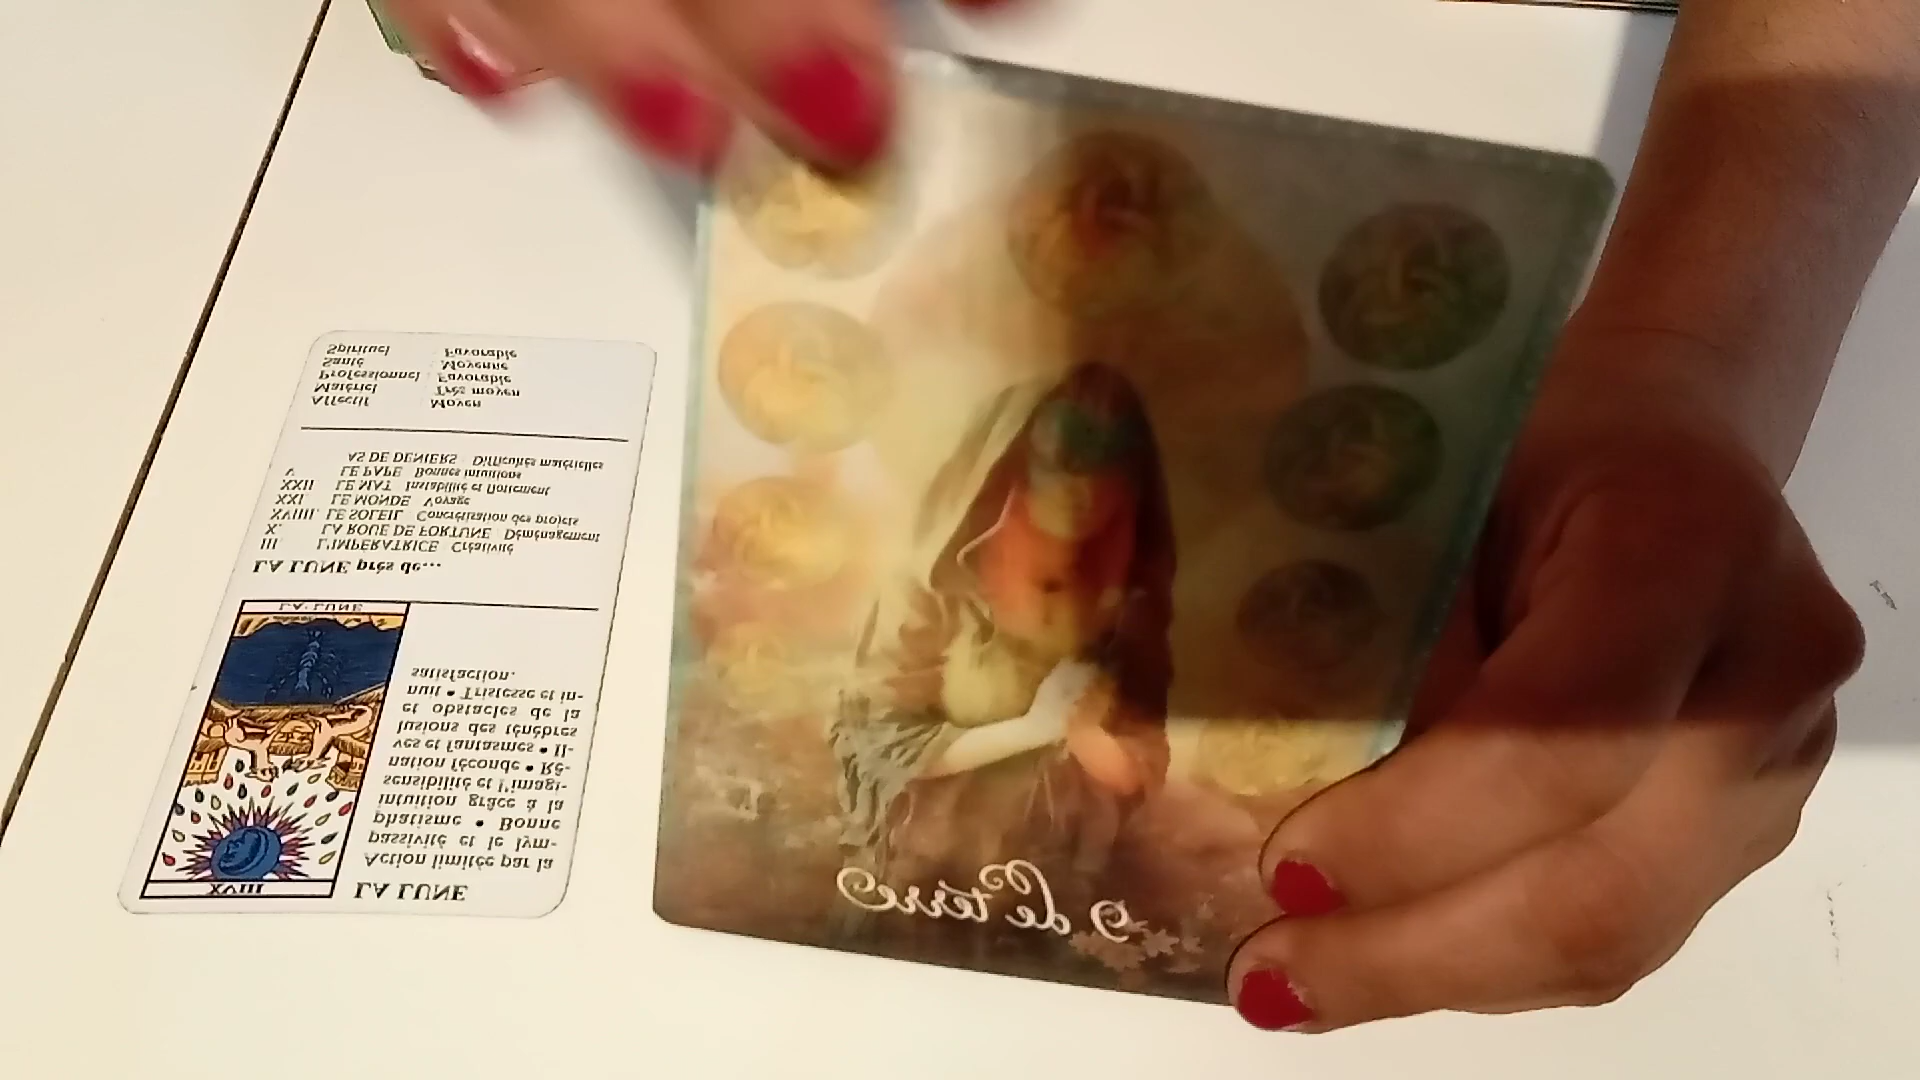 XVIII
LA LUNE
Action limitée par la
passivité et le lym-
phatisme • Bonne
intuition grâce à la
sensibilité et l'imagi-
nation féconde • Rê-
ves et fantasmes • Il-
lusions des ténèbres
et obstacles de la
nuit • Tristesse et in-
satisfaction.
LA·LUNE
LA LUNE près de...
III. L'IMPERATRICE : Créativité
X. LA ROUE DE FORTUNE : Déménagement
XVIIII. LE SOLEIL : Concrétisation des projets
XXI LE MONDE : Voyage
XXII LE MAT : Instabilité et flottement
V LE PAPE : Bonnes intuitions
AS DE DENIERS : Difficultés matérielles
Affectif : Moyen
Matériel : Très moyen
Professionnel : Favorable
Santé : Moyenne
Spirituel : Favorable
9 de terre